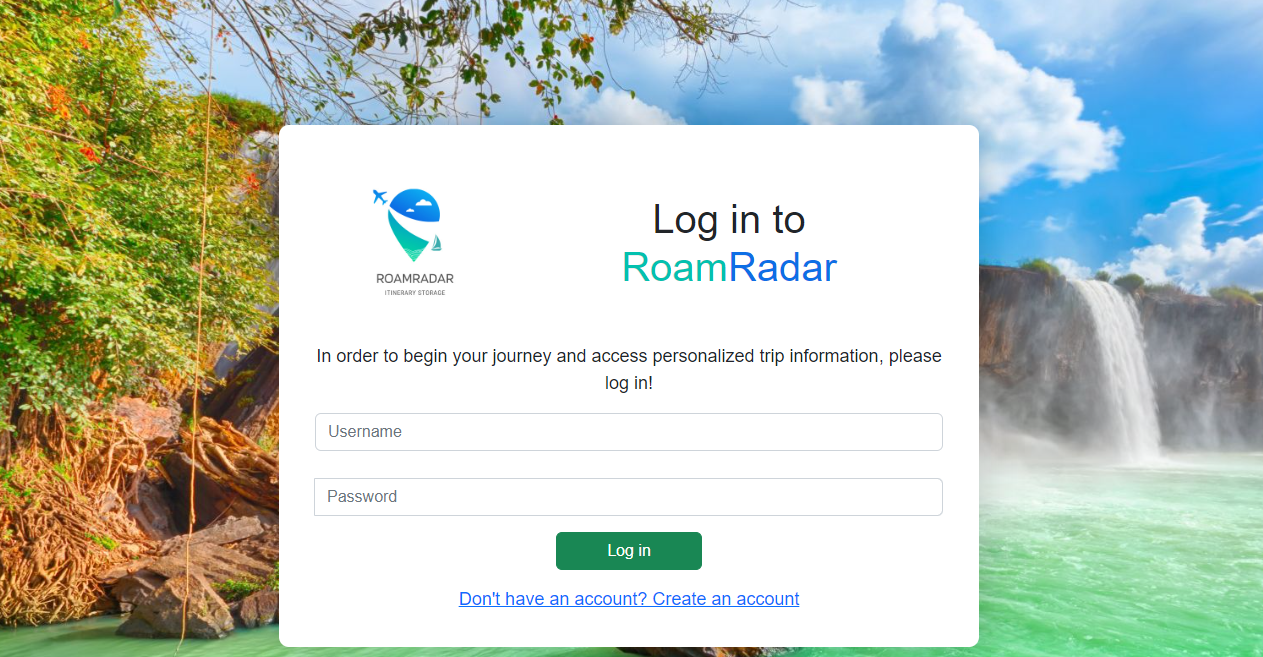 ROAMRADAR
ITINERARY STORAGE
Log in to
RoamRadar
In order to begin your journey and access personalized trip information, please
log in!
Username
Password
Log in
Don't have an account? Create an account